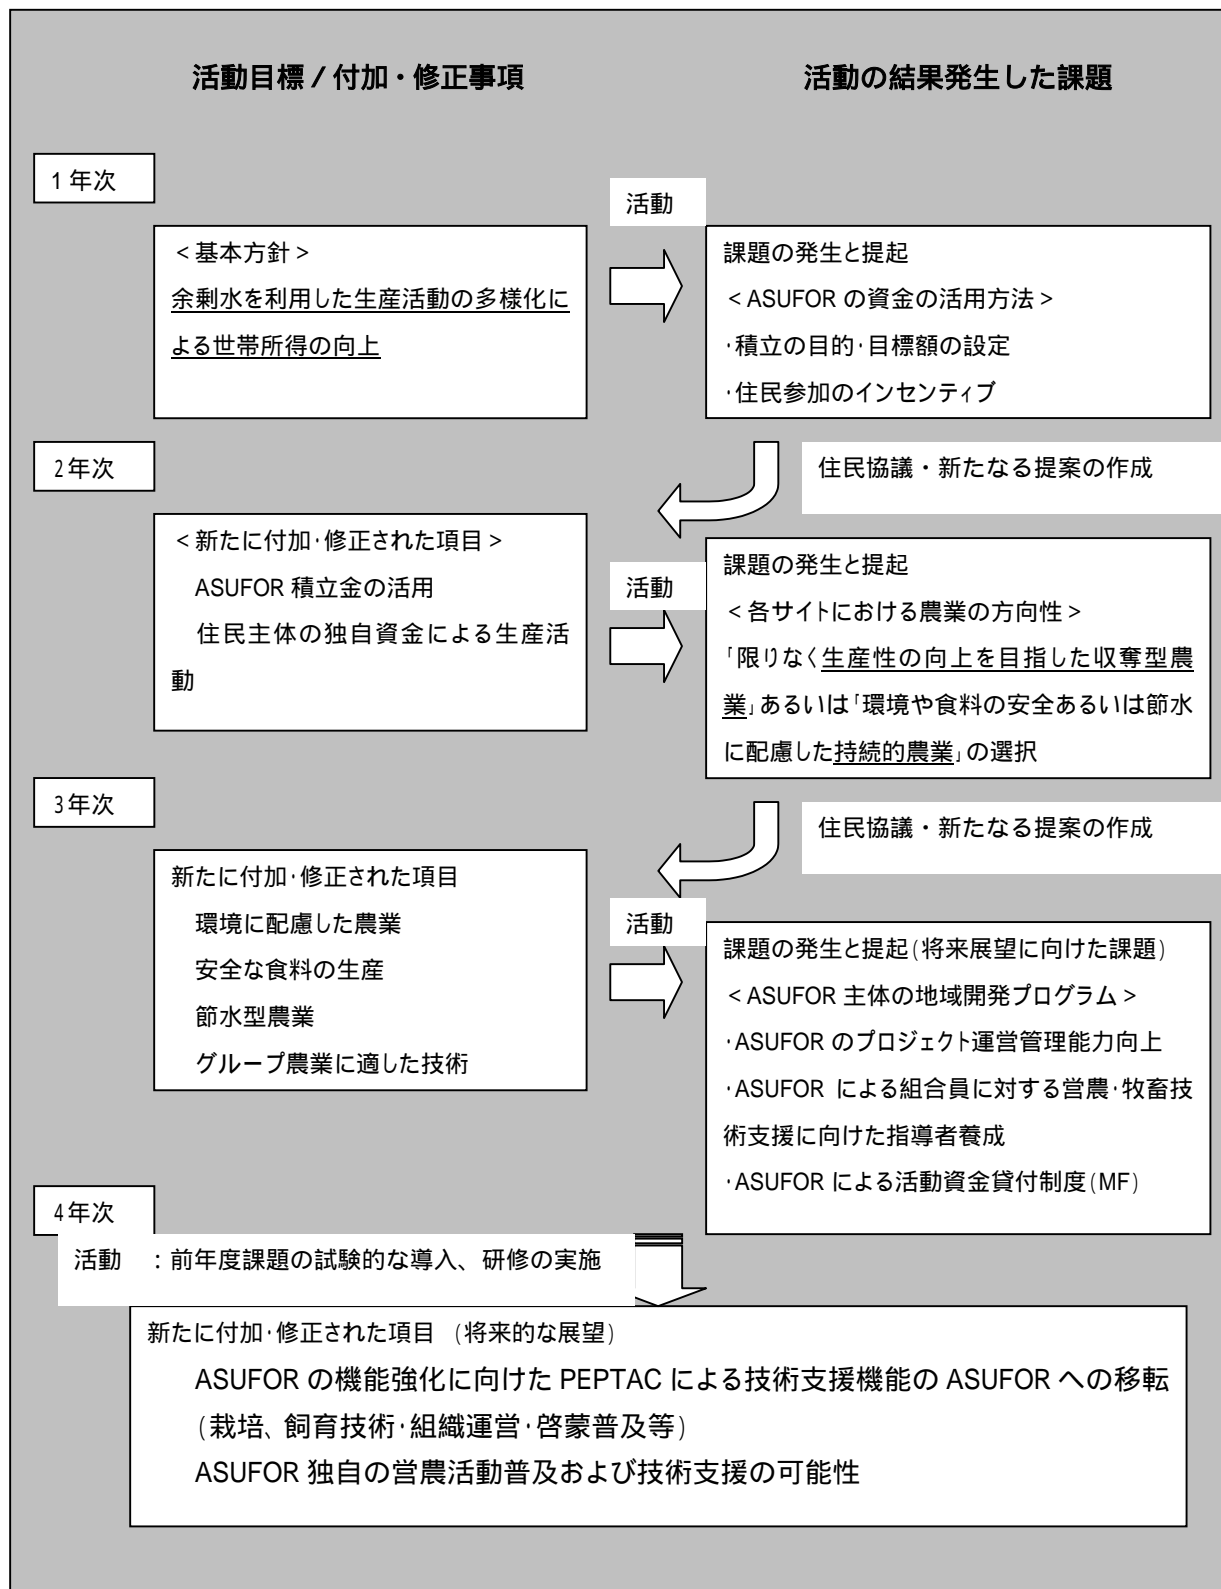 活動目標 / 付加・修正事項
活動の結果発生した課題
1 年次
活動
＜基本方針＞
余剰水を利用した生産活動の多様化に
よる世帯所得の向上
課題の発生と提起
＜ASUFOR の資金の活用方法＞
・積立の目的・目標額の設定
・住民参加のインセンティブ
2 年次
住民協議・新たなる提案の作成
＜新たに付加・修正された項目＞
ASUFOR 積立金の活用
住民主体の独自資金による生産活
動
活動
課題の発生と提起
＜各サイトにおける農業の方向性＞
「限りなく生産性の向上を目指した収奪型農
業」あるいは「環境や食料の安全あるいは節水
に配慮した持続的農業」の選択
3 年次
住民協議・新たなる提案の作成
新たに付加・修正された項目
環境に配慮した農業
安全な食料の生産
節水型農業
グループ農業に適した技術
活動
課題の発生と提起(将来展望に向けた課題)
＜ASUFOR 主体の地域開発プログラム＞
・ASUFOR のプロジェクト運営管理能力向上
・ASUFOR による組合員に対する営農・牧畜技
術支援に向けた指導者養成
・ASUFOR による活動資金貸付制度(MF)
4 年次
活動　：前年度課題の試験的な導入、研修の実施
新たに付加・修正された項目 (将来的な展望)
ASUFOR の機能強化に向けた PEPTAC による技術支援機能の ASUFOR への移転
(栽培、飼育技術・組織運営・啓蒙普及等)
ASUFOR 独自の営農活動普及および技術支援の可能性